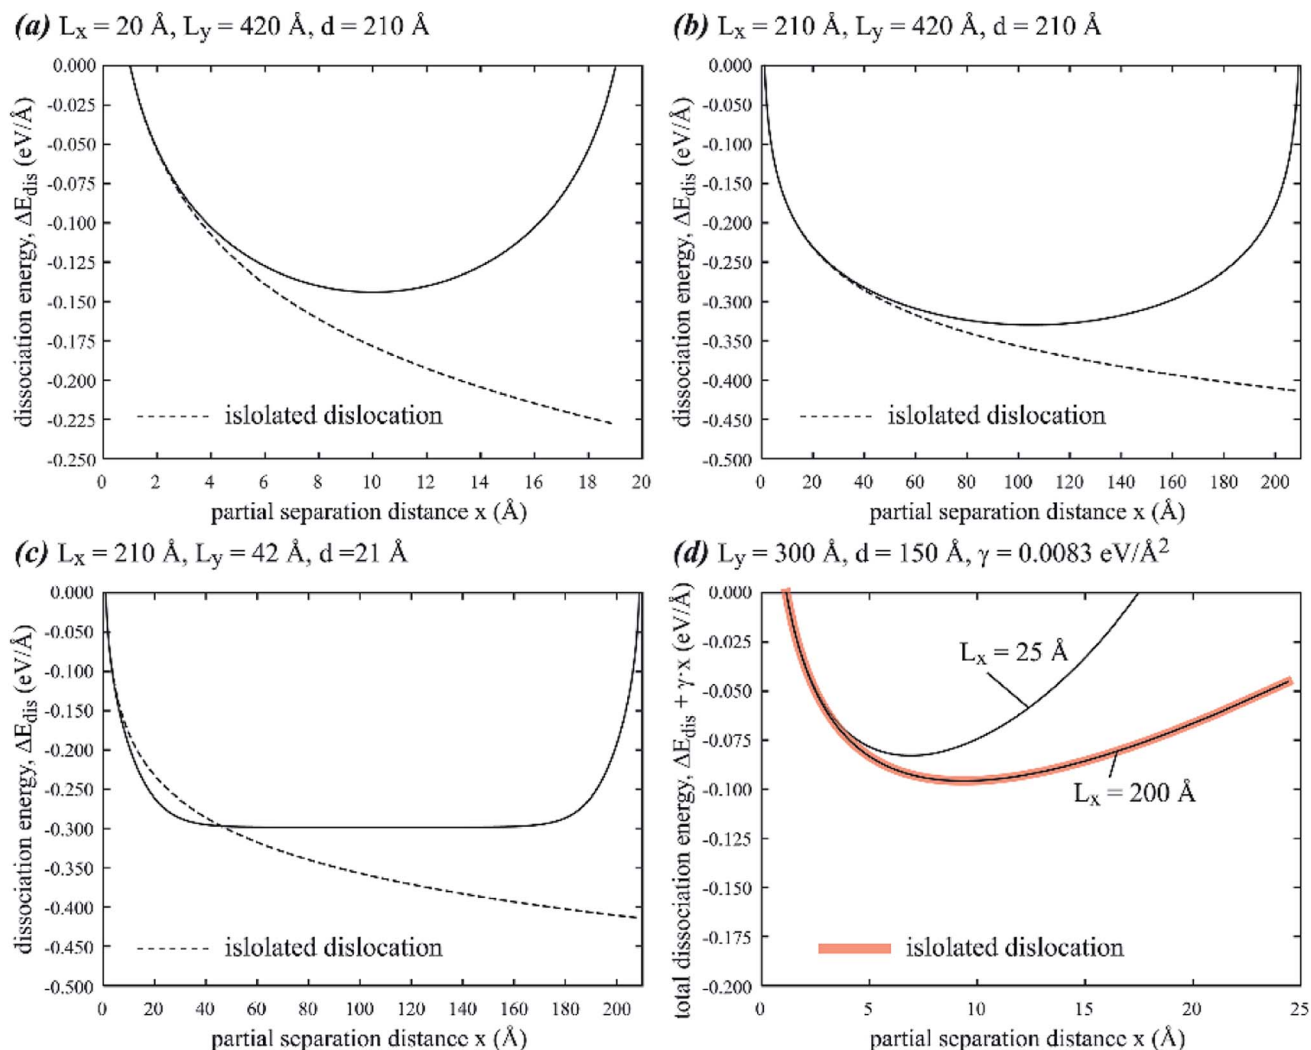 (a) Lx = 20 Å, Ly = 420 Å, d = 210 Å
dissociation energy, ΔEdis (eV/Å)
0.000
-0.025
-0.050
-0.075
-0.100
-0.125
-0.150
-0.175
-0.200
-0.225
-0.250
islolated dislocation
0 2 4 6 8 10 12 14 16 18 20
partial separation distance x (Å)
(b) Lx = 210 Å, Ly = 420 Å, d = 210 Å
dissociation energy, ΔEdis (eV/Å)
0.000
-0.050
-0.100
-0.150
-0.200
-0.250
-0.300
-0.350
-0.400
-0.450
-0.500
islolated dislocation
0 20 40 60 80 100 120 140 160 180 200
partial separation distance x (Å)
(c) Lx = 210 Å, Ly = 42 Å, d =21 Å
dissociation energy, ΔEdis (eV/Å)
0.000
-0.050
-0.100
-0.150
-0.200
-0.250
-0.300
-0.350
-0.400
-0.450
-0.500
islolated dislocation
0 20 40 60 80 100 120 140 160 180 200
partial separation distance x (Å)
(d) Ly = 300 Å, d = 150 Å, γ = 0.0083 eV/Å²
total dissociation energy, ΔEdis + γ·x (eV/Å)
0.000
-0.025
-0.050
-0.075
-0.100
-0.125
-0.150
-0.175
-0.200
Lx = 25 Å
Lx = 200 Å
islolated dislocation
0 5 10 15 20 25
partial separation distance x (Å)